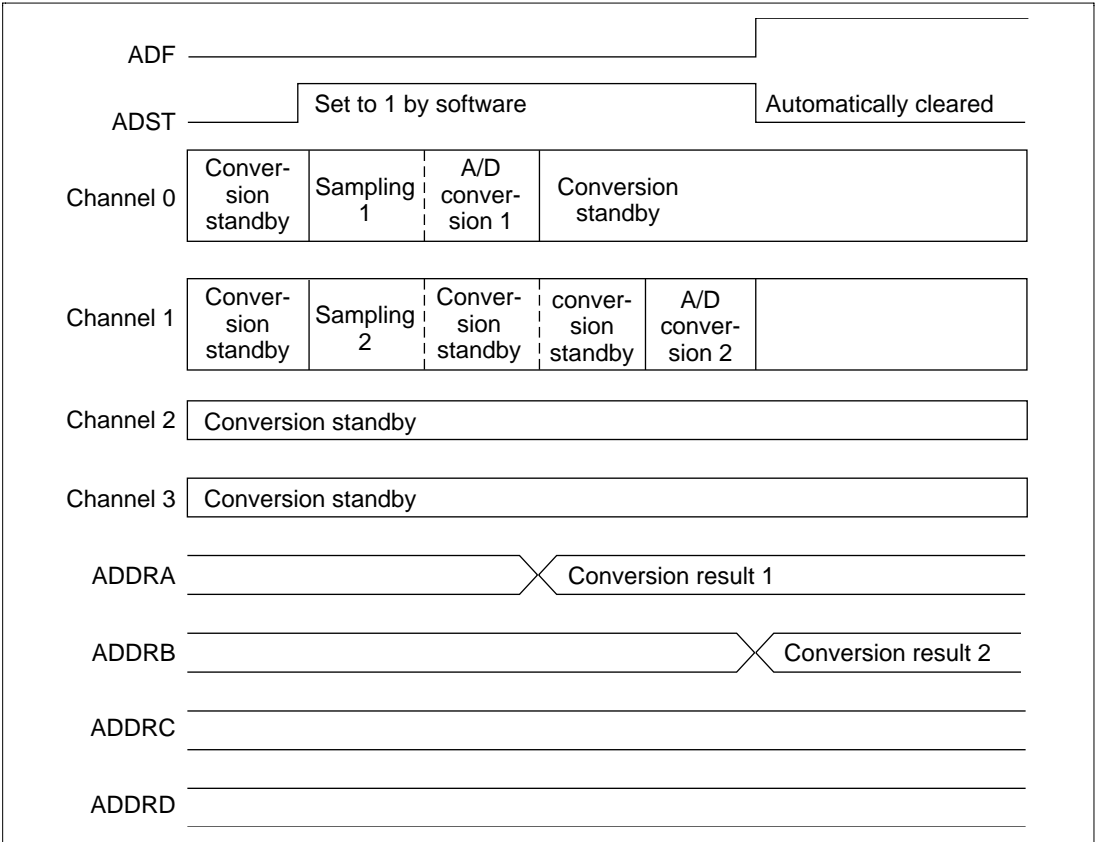 ADF
ADST
Set to 1 by software
Automatically cleared
Channel 0
Conver-
sion
standby
Sampling
1
A/D
conver-
sion 1
Conversion
standby
Channel 1
Conver-
sion
standby
Sampling
2
Conver-
sion
standby
conver-
sion
standby
A/D
conver-
sion 2
Channel 2
Conversion standby
Channel 3
Conversion standby
ADDRA
Conversion result 1
ADDRB
Conversion result 2
ADDRC
ADDRD